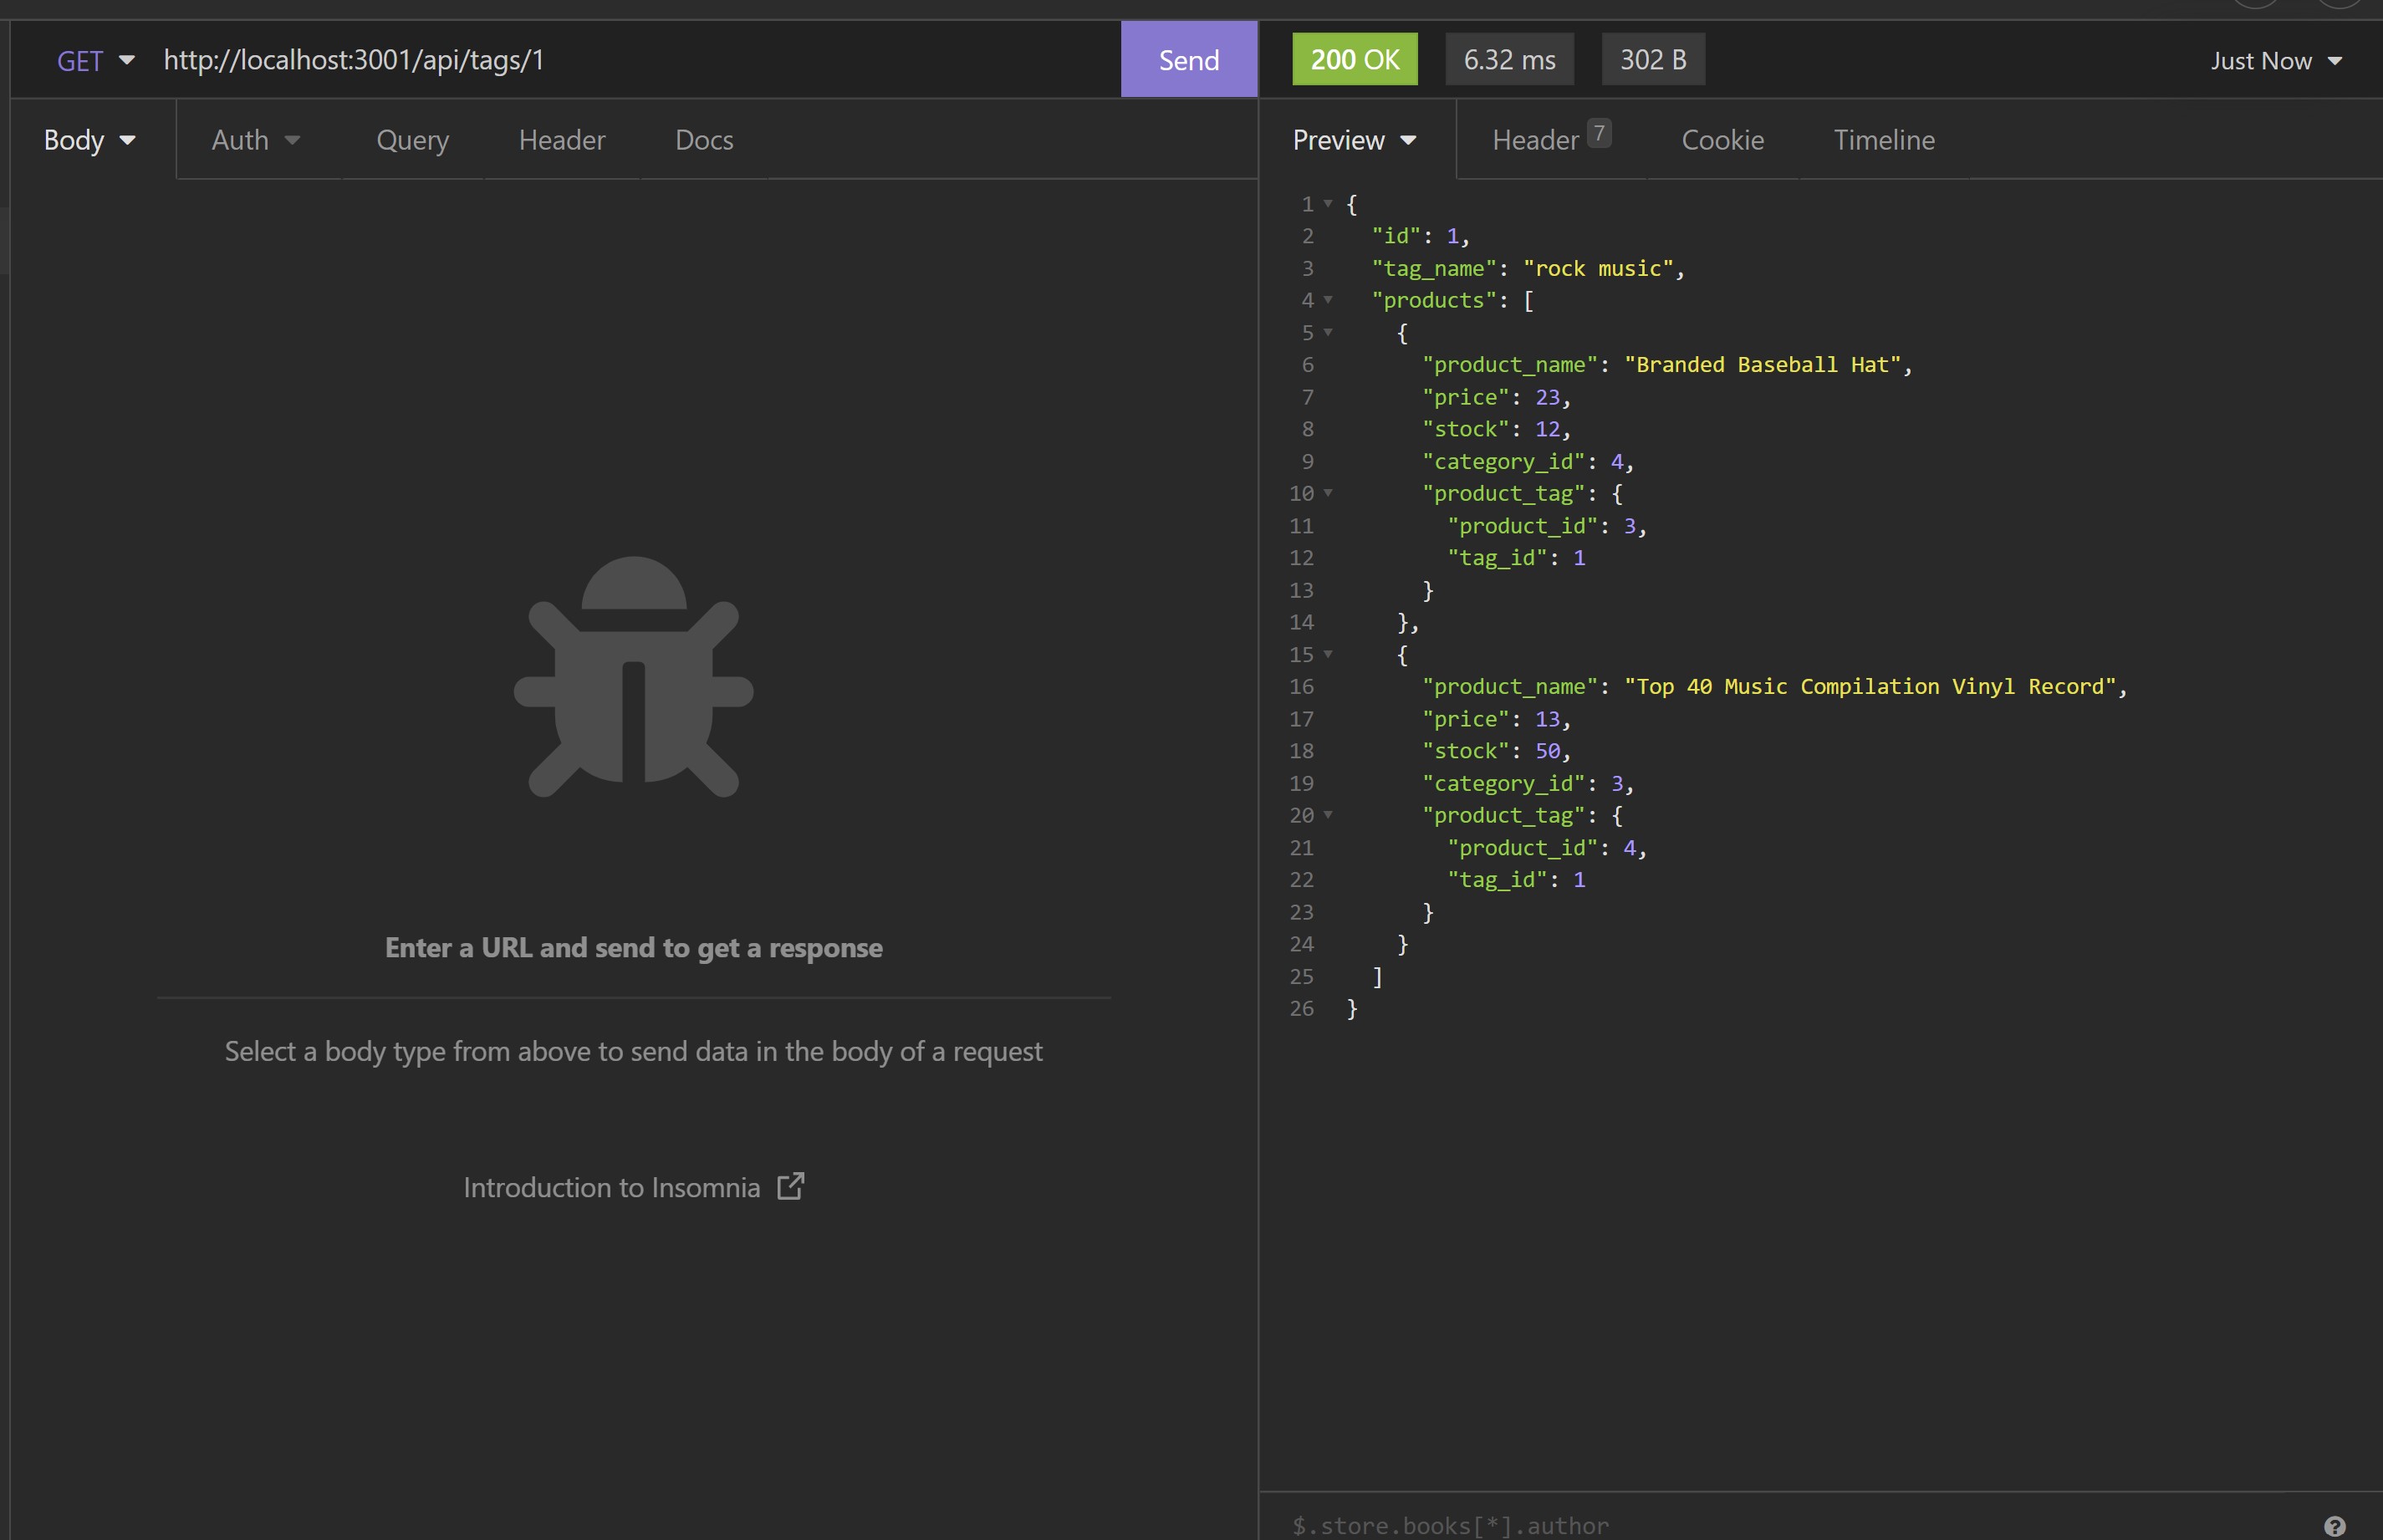 GET http://localhost:3001/api/tags/1 Send
Body Auth Query Header Docs
Enter a URL and send to get a response
Select a body type from above to send data in the body of a request
Introduction to Insomnia
200 OK 6.32 ms 302 B Just Now
Preview Header 7 Cookie Timeline
1 {
2 "id": 1,
3 "tag_name": "rock music",
4 "products": [
5 {
6 "product_name": "Branded Baseball Hat",
7 "price": 23,
8 "stock": 12,
9 "category_id": 4,
10 "product_tag": {
11 "product_id": 3,
12 "tag_id": 1
13 }
14 },
15 {
16 "product_name": "Top 40 Music Compilation Vinyl Record",
17 "price": 13,
18 "stock": 50,
19 "category_id": 3,
20 "product_tag": {
21 "product_id": 4,
22 "tag_id": 1
23 }
24 }
25 ]
26 }
$.store.books[*].author ?